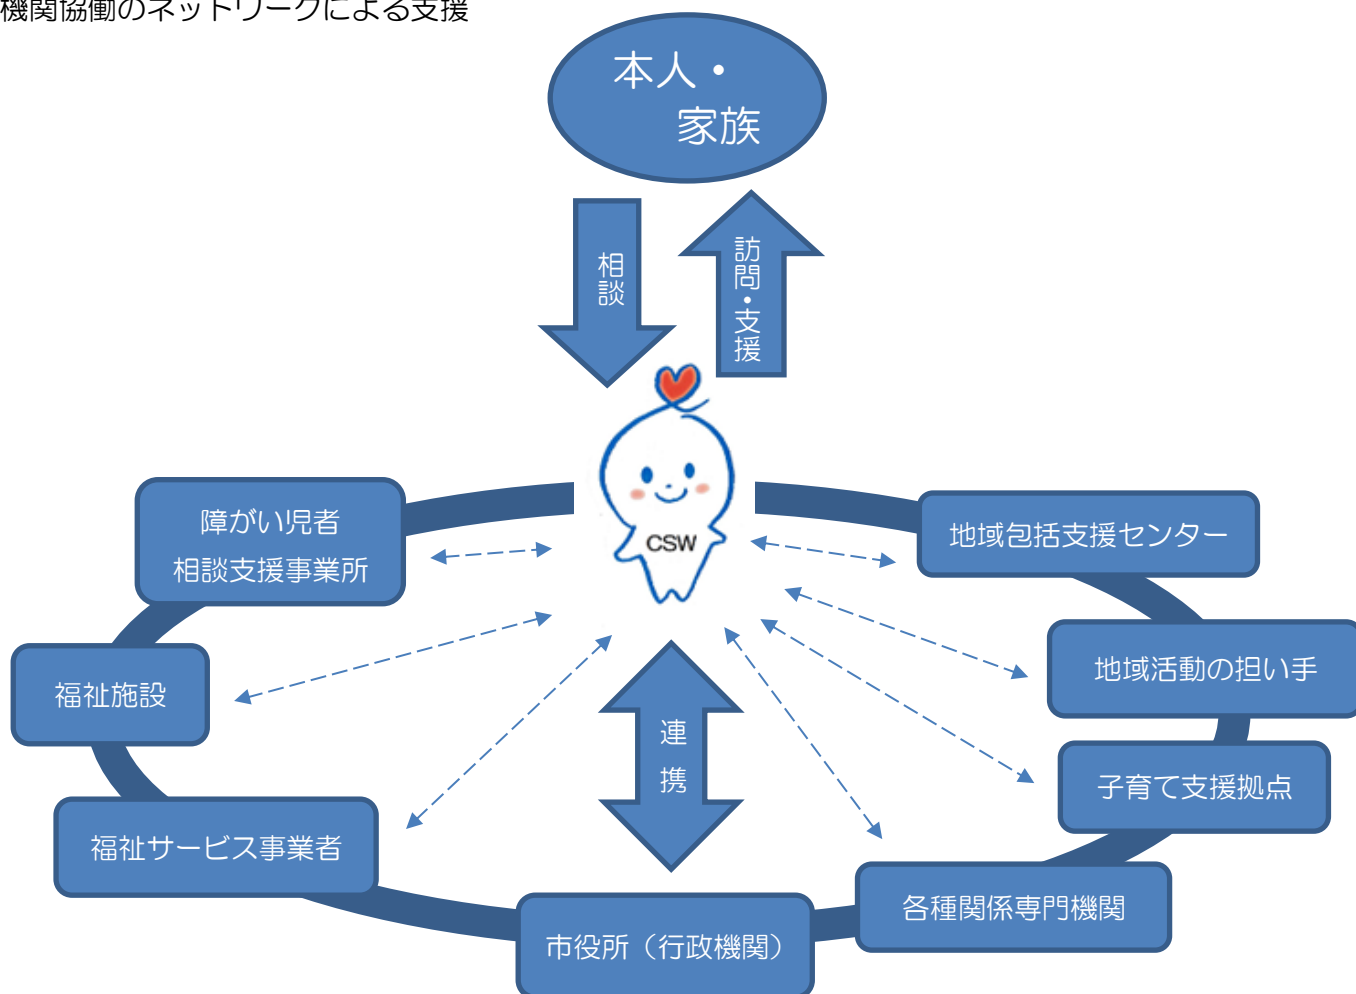 機関協働のネットワークによる支援
本人・
家族
相談
訪問・支援
CSW
障がい児者
相談支援事業所
地域包括支援センター
福祉施設
地域活動の担い手
連携
子育て支援拠点
福祉サービス事業者
各種関係専門機関
市役所（行政機関）